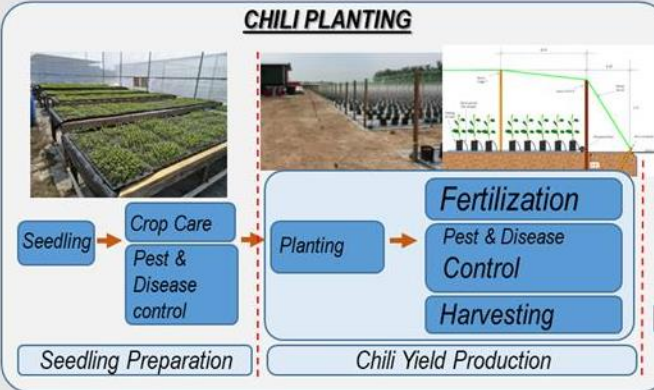 CHILI PLANTING
Seedling
Crop Care
Pest &
Disease
control
Planting
Fertilization
Pest & Disease
Control
Harvesting
Seedling Preparation
Chili Yield Production